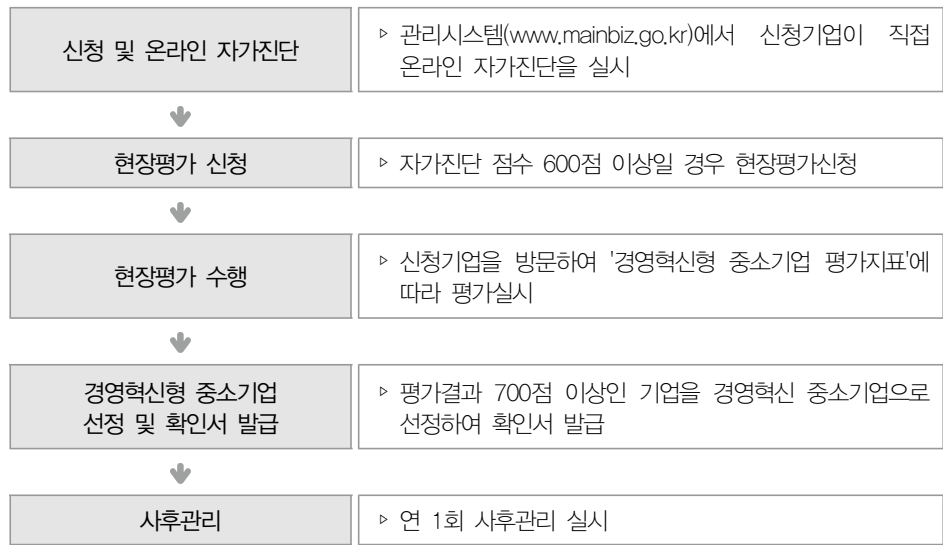 신청 및 온라인 자가진단
▷ 관리시스템(www.mainbiz.go.kr)에서 신청기업이 직접
온라인 자가진단을 실시
현장평가 신청
▷ 자가진단 점수 600점 이상일 경우 현장평가신청
현장평가 수행
▷ 신청기업을 방문하여 '경영혁신형 중소기업 평가지표'에
따라 평가실시
경영혁신형 중소기업
선정 및 확인서 발급
▷ 평가결과 700점 이상인 기업을 경영혁신 중소기업으로
선정하여 확인서 발급
사후관리
▷ 연 1회 사후관리 실시